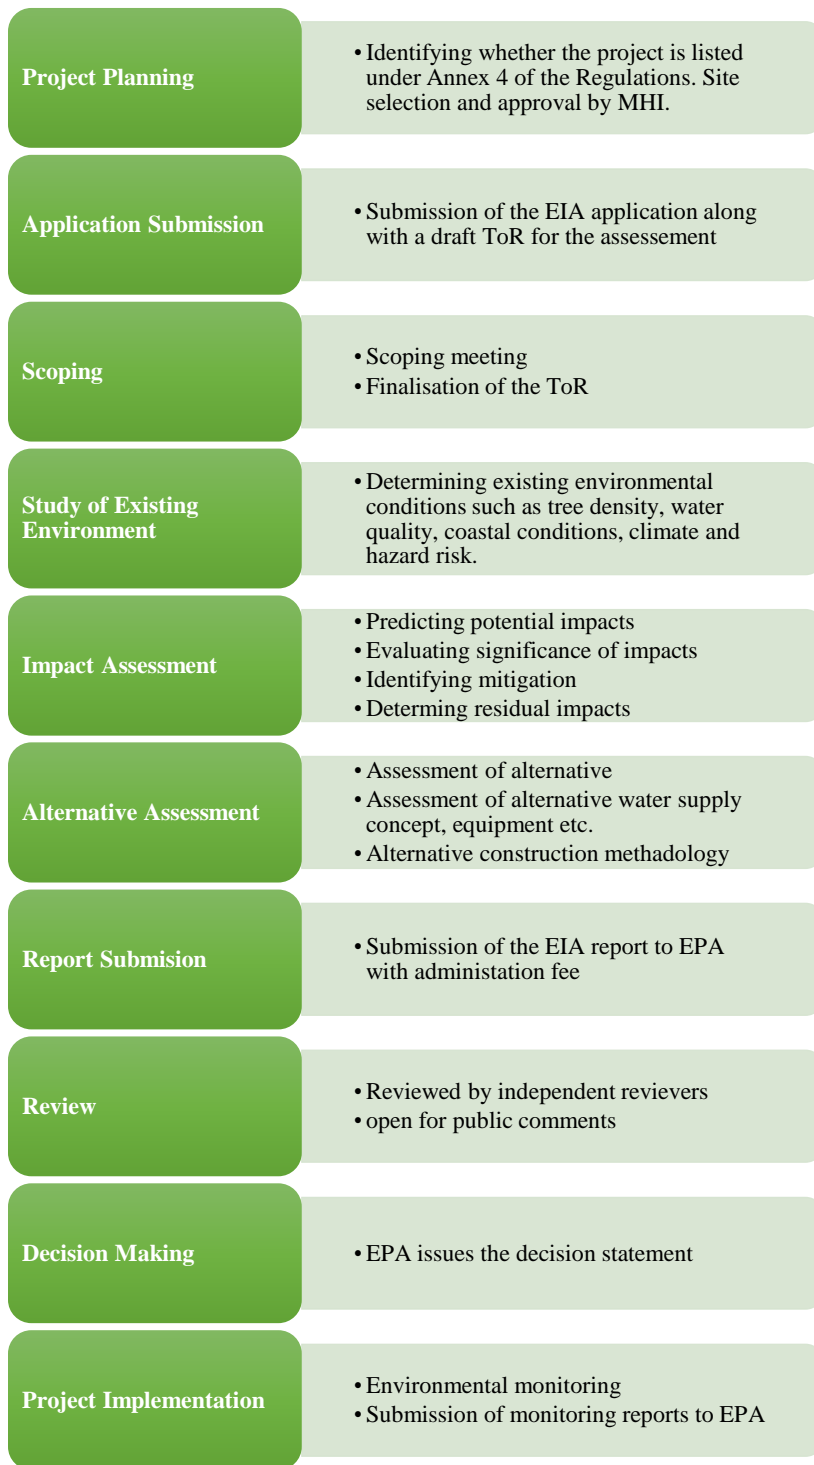 Project Planning
• Identifying whether the project is listed
under Annex 4 of the Regulations. Site
selection and approval by MHI.
Application Submission
• Submission of the EIA application along
with a draft ToR for the assessement
Scoping
• Scoping meeting
• Finalisation of the ToR
Study of Existing
Environment
• Determining existing environmental
conditions such as tree density, water
quality, coastal conditions, climate and
hazard risk.
Impact Assessment
• Predicting potential impacts
• Evaluating significance of impacts
• Identifying mitigation
• Determing residual impacts
Alternative Assessment
• Assessment of alternative
• Assessment of alternative water supply
concept, equipment etc.
• Alternative construction methadology
Report Submision
• Submission of the EIA report to EPA
with administation fee
Review
• Reviewed by independent revievers
• open for public comments
Decision Making
• EPA issues the decision statement
Project Implementation
• Environmental monitoring
• Submission of monitoring reports to EPA